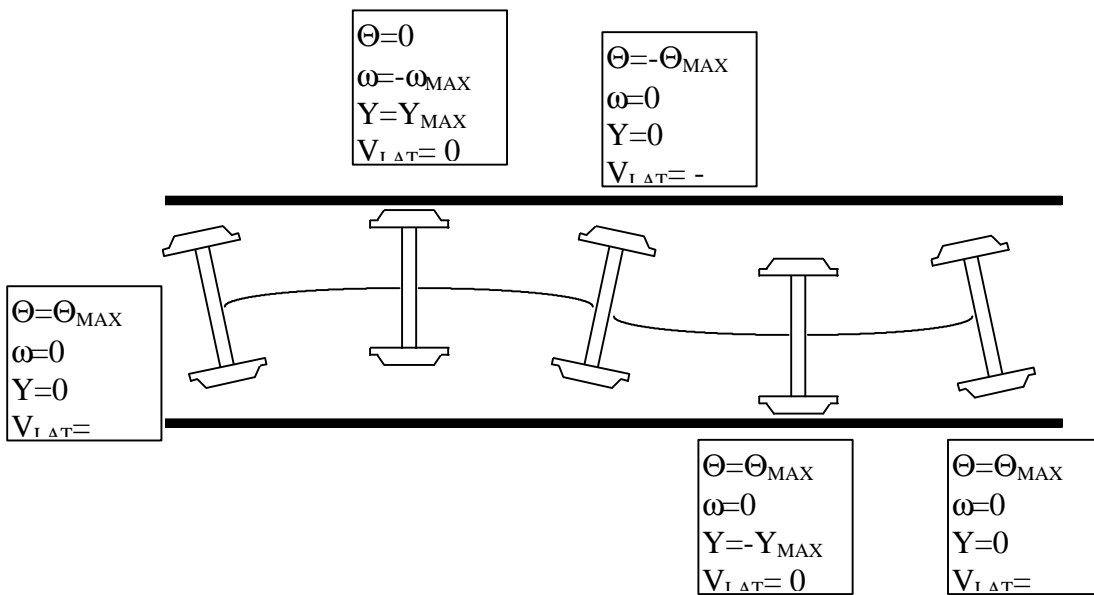 Θ=0
ω=-ω_MAX
Y=Y_MAX
V_LAT= 0
Θ=-Θ_MAX
ω=0
Y=0
V_LAT= -
Θ=Θ_MAX
ω=0
Y=0
V_LAT=
Θ=Θ_MAX
ω=0
Y=-Y_MAX
V_LAT= 0
Θ=Θ_MAX
ω=0
Y=0
V_LAT=